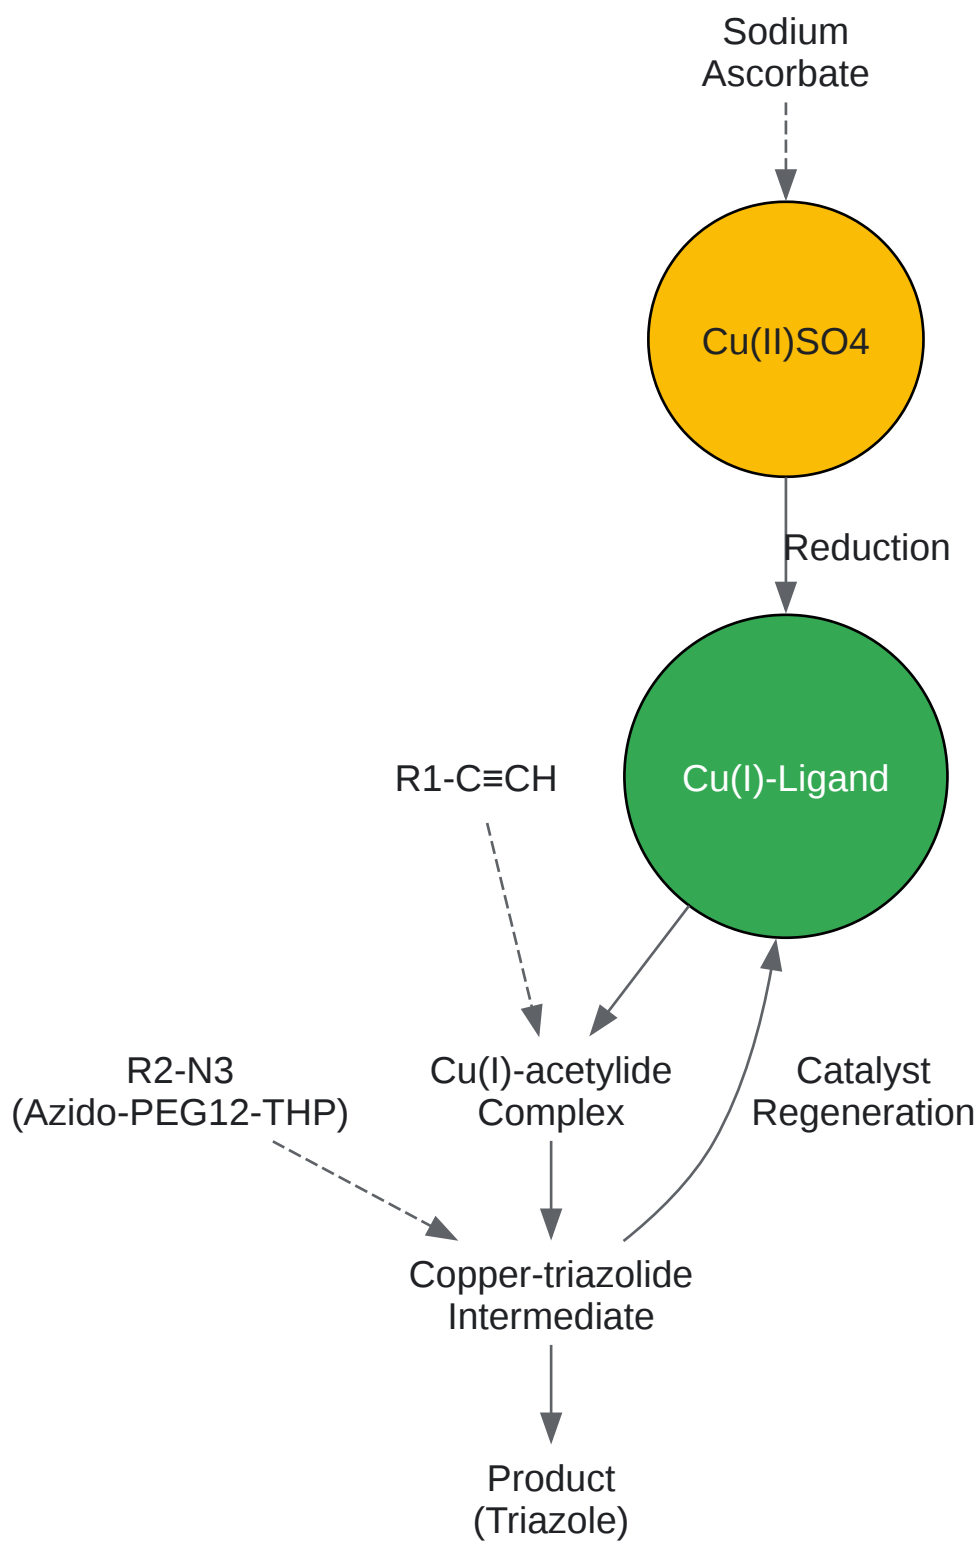 Sodium
Ascorbate
Cu(II)SO4
Reduction
R1-C≡CH
Cu(I)-Ligand
R2-N3
(Azido-PEG12-THP)
Cu(I)-acetylide
Complex
Catalyst
Regeneration
Copper-triazolide
Intermediate
Product
(Triazole)